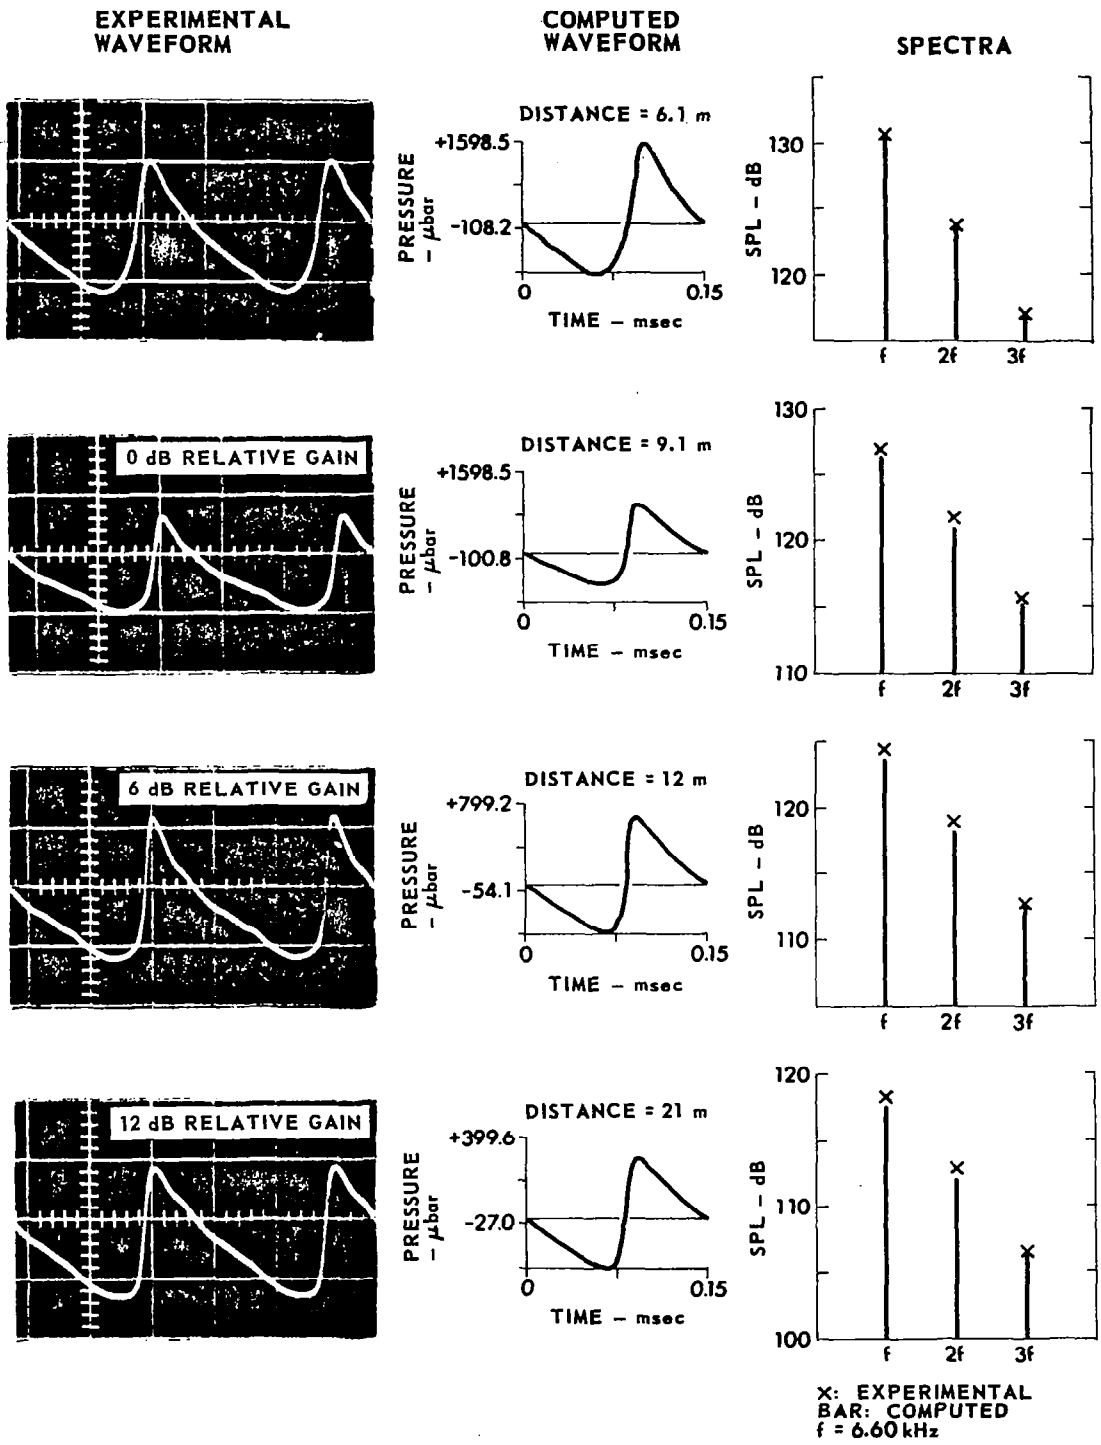 EXPERIMENTAL
WAVEFORM
COMPUTED
WAVEFORM
SPECTRA
DISTANCE = 6.1 m
+1598.5
-108.2
PRESSURE
– μbar
0
0.15
TIME – msec
SPL – dB
130
120
f
2f
3f
0 dB RELATIVE GAIN
DISTANCE = 9.1 m
+1598.5
-100.8
PRESSURE
– μbar
0
0.15
TIME – msec
SPL – dB
130
120
110
f
2f
3f
6 dB RELATIVE GAIN
DISTANCE = 12 m
+799.2
-54.1
PRESSURE
– μbar
0
0.15
TIME – msec
SPL – dB
120
110
f
2f
3f
12 dB RELATIVE GAIN
DISTANCE = 21 m
+399.6
-27.0
PRESSURE
– μbar
0
0.15
TIME – msec
SPL – dB
120
110
100
f
2f
3f
X: EXPERIMENTAL
BAR: COMPUTED
f = 6.60 kHz